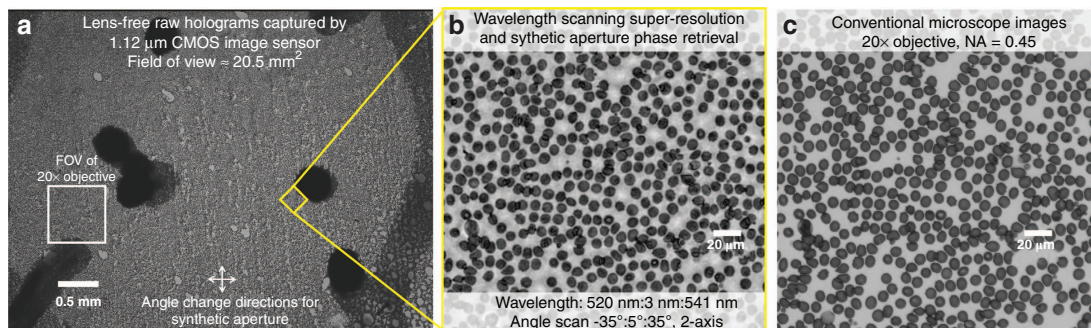 a
Lens-free raw holograms captured by
1.12 μm CMOS image sensor
Field of view ≈ 20.5 mm²
FOV of
20× objective
0.5 mm
Angle change directions for
synthetic aperture
b
Wavelength scanning super-resolution
and sythetic aperture phase retrieval
20 μm
Wavelength: 520 nm:3 nm:541 nm
Angle scan -35°:5°:35°, 2-axis
c
Conventional microscope images
20× objective, NA = 0.45
20 μm